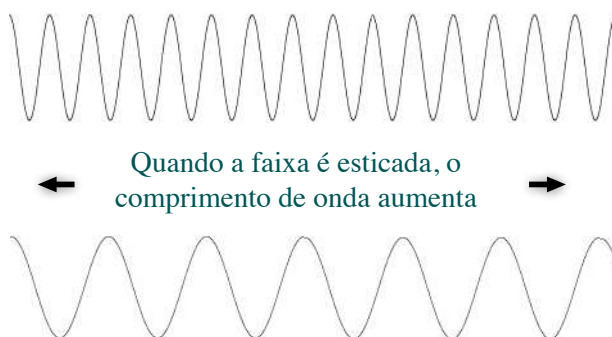 Quando a faixa é esticada, o
comprimento de onda aumenta